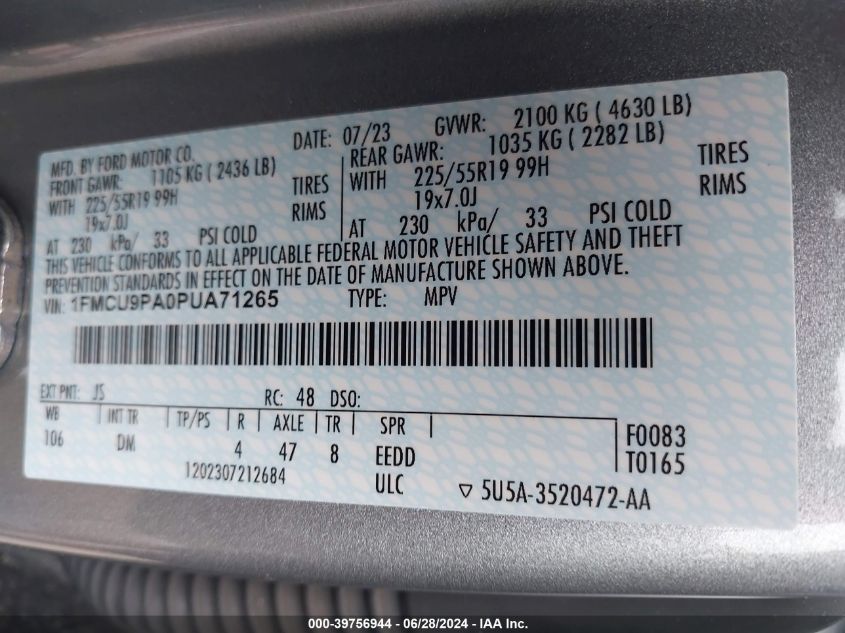 MFD. BY FORD MOTOR CO.
DATE: 07/23 GVWR: 2100 KG ( 4630 LB)
FRONT GAWR: 1105 KG ( 2436 LB)
WITH 225/55R19 99H TIRES
19x7.0J RIMS
AT 230 kPa/ 33 PSI COLD
REAR GAWR: 1035 KG ( 2282 LB)
WITH 225/55R19 99H TIRES
19x7.0J RIMS
AT 230 kPa/ 33 PSI COLD
THIS VEHICLE CONFORMS TO ALL APPLICABLE FEDERAL MOTOR VEHICLE SAFETY AND THEFT
PREVENTION STANDARDS IN EFFECT ON THE DATE OF MANUFACTURE SHOWN ABOVE.
VIN: 1FMCU9PA0PUA71265 TYPE: MPV
EXT PNT: JS RC: 48 DSO:
WB INT TR TP/PS R AXLE TR SPR
106 DM 4 47 8 EEDD
F0083
T0165
1202307212684 ULC
▽ 5U5A-3520472-AA
000-39756944 / 06/28/2024 - IAA Inc.